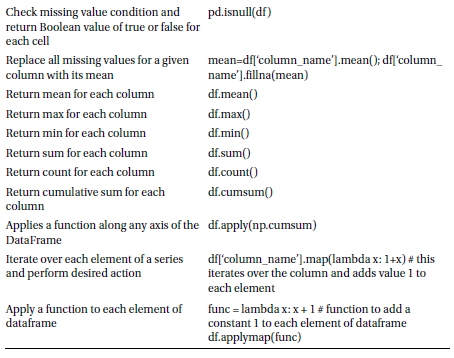 Check missing value condition and pd.isnull(df)
return Boolean value of true or false for
each cell
Replace all missing values for a given mean=df['column_name'].mean(); df['column_
column with its mean name'].fillna(mean)
Return mean for each column df.mean()
Return max for each column df.max()
Return min for each column df.min()
Return sum for each column df.sum()
Return count for each column df.count()
Return cumulative sum for each df.cumsum()
column
Applies a function along any axis of the df.apply(np.cumsum)
DataFrame
Iterate over each element of a series df['column_name'].map(lambda x: 1+x) # this
and perform desired action iterates over the column and adds value 1 to
each element
Apply a function to each element of func = lambda x: x + 1 # function to add a
dataframe constant 1 to each element of dataframe
df.applymap(func)